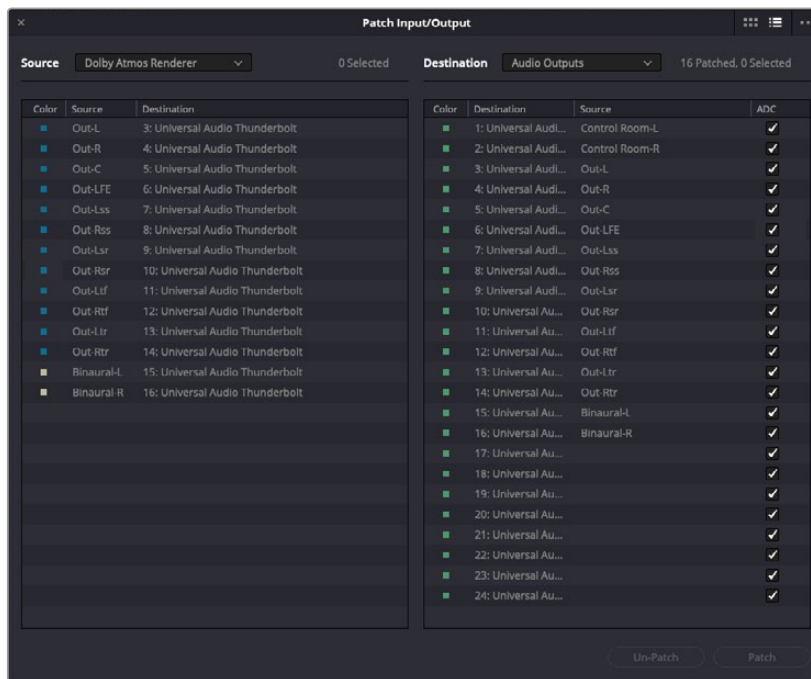 Patch Input/Output
Source Dolby Atmos Renderer 0 Selected
Destination Audio Outputs 16 Patched, 0 Selected
Color Source Destination
Out-L 3: Universal Audio Thunderbolt
Out-R 4: Universal Audio Thunderbolt
Out-C 5: Universal Audio Thunderbolt
Out-LFE 6: Universal Audio Thunderbolt
Out-Lss 7: Universal Audio Thunderbolt
Out-Rss 8: Universal Audio Thunderbolt
Out-Lsr 9: Universal Audio Thunderbolt
Out-Rsr 10: Universal Audio Thunderbolt
Out-Ltf 11: Universal Audio Thunderbolt
Out-Rtf 12: Universal Audio Thunderbolt
Out-Ltr 13: Universal Audio Thunderbolt
Out-Rtr 14: Universal Audio Thunderbolt
Binaural-L 15: Universal Audio Thunderbolt
Binaural-R 16: Universal Audio Thunderbolt
Color Destination Source ADC
1: Universal Audi... Control Room-L
2: Universal Audi... Control Room-R
3: Universal Audi... Out-L
4: Universal Audi... Out-R
5: Universal Audi... Out-C
6: Universal Audi... Out-LFE
7: Universal Audi... Out-Lss
8: Universal Audi... Out-Rss
9: Universal Audi... Out-Lsr
10: Universal Au... Out-Rsr
11: Universal Au... Out-Ltf
12: Universal Au... Out-Rtf
13: Universal Au... Out-Ltr
14: Universal Au... Out-Rtr
15: Universal Au... Binaural-L
16: Universal Au... Binaural-R
17: Universal Au...
18: Universal Au...
19: Universal Au...
20: Universal Au...
21: Universal Au...
22: Universal Au...
23: Universal Au...
24: Universal Au...
Un-Patch Patch